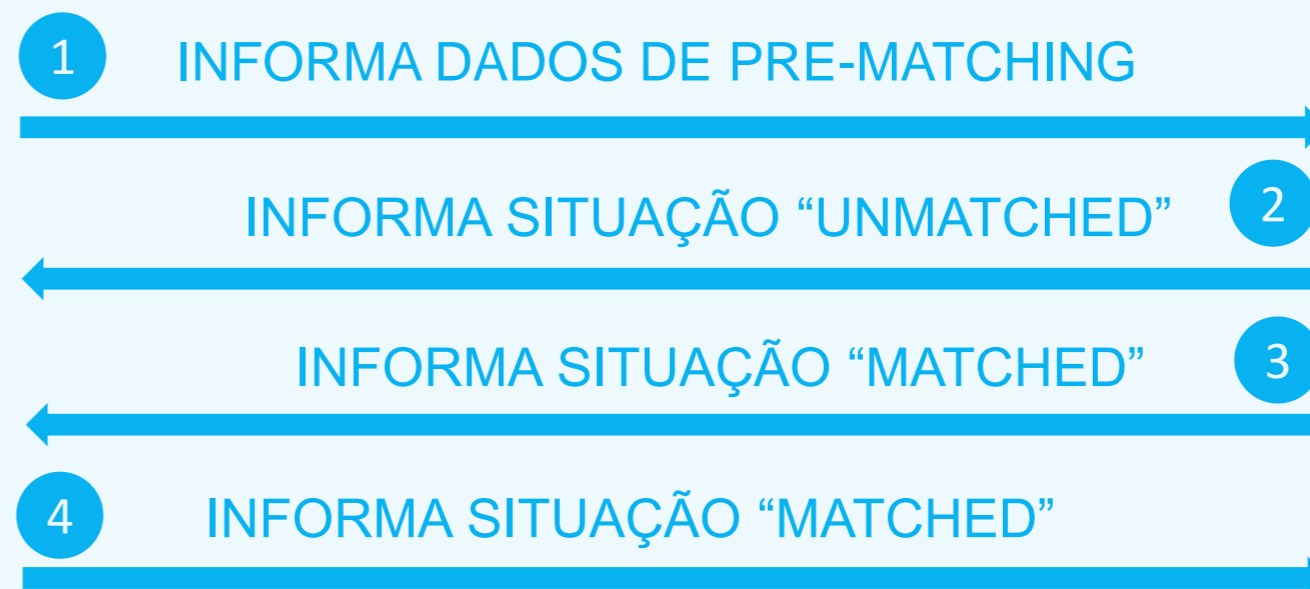 1 INFORMA DADOS DE PRE-MATCHING
INFORMA SITUAÇÃO “UNMATCHED” 2
INFORMA SITUAÇÃO “MATCHED” 3
4 INFORMA SITUAÇÃO “MATCHED”